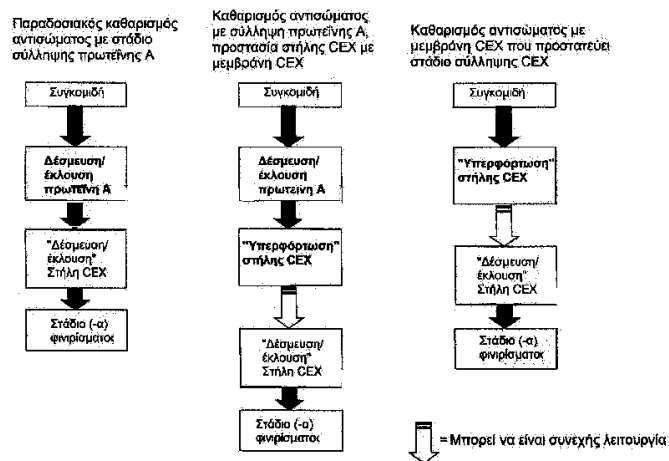 Παραδοσιακός καθαρισμός
αντισώματος με στάδιο
σύλληψης πρωτεΐνης Α
Συγκομιδή
Δέσμευση/
έκλουση
πρωτεΐνη Α
"Δέσμευση/
έκλουση"
Στήλη CEX
Στάδιο (-α)
φινιρίσματος
Καθαρισμός αντισώματος
με σύλληψη πρωτεΐνης Α,
προστασία στήλης CEX με
μεμβράνη CEX
Συγκομιδή
Δέσμευση/
έκλουση
πρωτεΐνη Α
"Υπερφόρτωση"
στήλης CEX
"Δέσμευση/
έκλουση"
Στήλη CEX
Στάδιο (-α)
φινιρίσματος
Καθαρισμός αντισώματος με
μεμβράνη CEX που προστατεύει
στάδιο σύλληψης CEX
Συγκομιδή
"Υπερφόρτωση"
στήλης CEX
"Δέσμευση/
έκλουση"
Στήλη CEX
Στάδιο (-α)
φινιρίσματος
= Μπορεί να είναι συνεχής λειτουργία